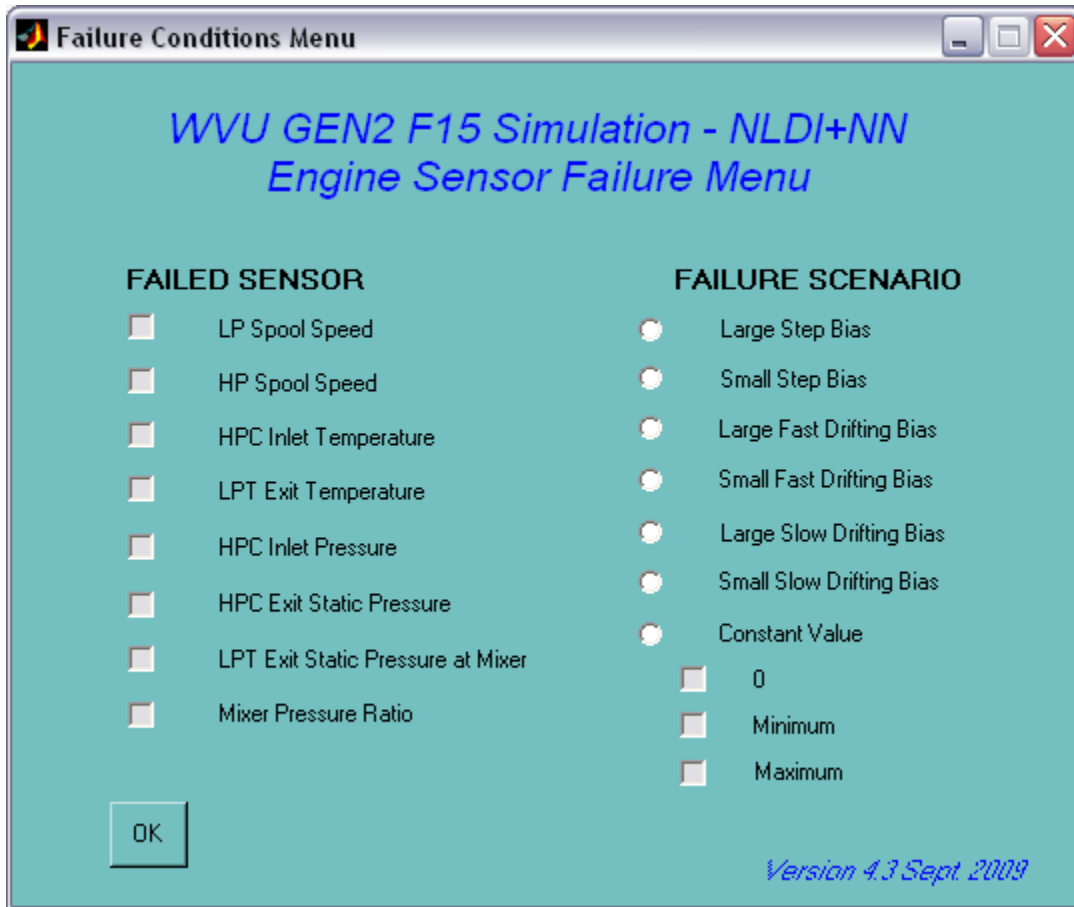 Failure Conditions Menu
WVU GEN2 F15 Simulation - NLDI+NN
Engine Sensor Failure Menu
FAILED SENSOR
LP Spool Speed
HP Spool Speed
HPC Inlet Temperature
LPT Exit Temperature
HPC Inlet Pressure
HPC Exit Static Pressure
LPT Exit Static Pressure at Mixer
Mixer Pressure Ratio
FAILURE SCENARIO
Large Step Bias
Small Step Bias
Large Fast Drifting Bias
Small Fast Drifting Bias
Large Slow Drifting Bias
Small Slow Drifting Bias
Constant Value
0
Minimum
Maximum
OK
Version 4.3 Sept. 2009